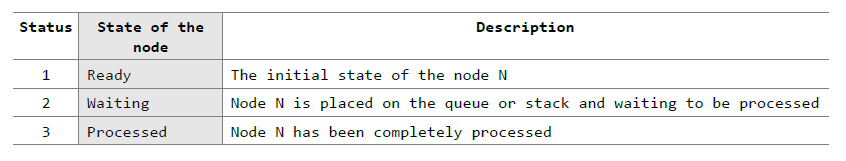 Status State of the node Description
1 Ready The initial state of the node N
2 Waiting Node N is placed on the queue or stack and waiting to be processed
3 Processed Node N has been completely processed